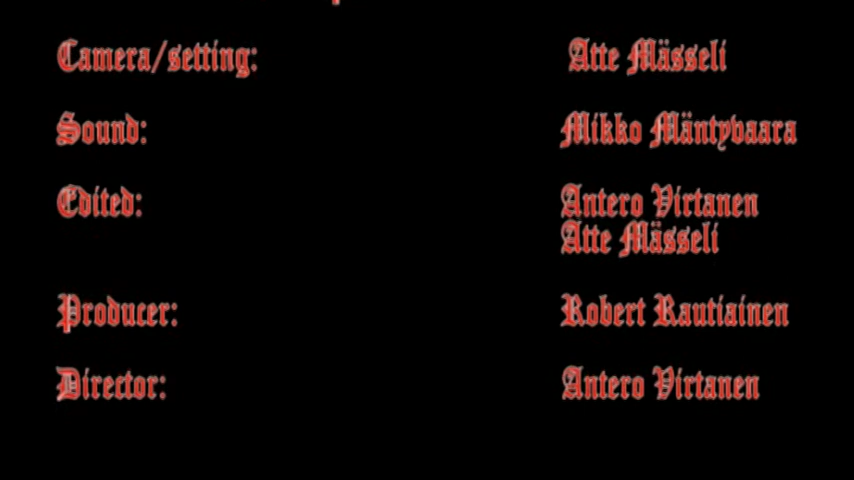 Camera/setting: Atte Mässeli
Sound: Mikko Mäntyvaara
Edited: Antero Virtanen
Atte Mässeli
Producer: Robert Rautiainen
Director: Antero Virtanen